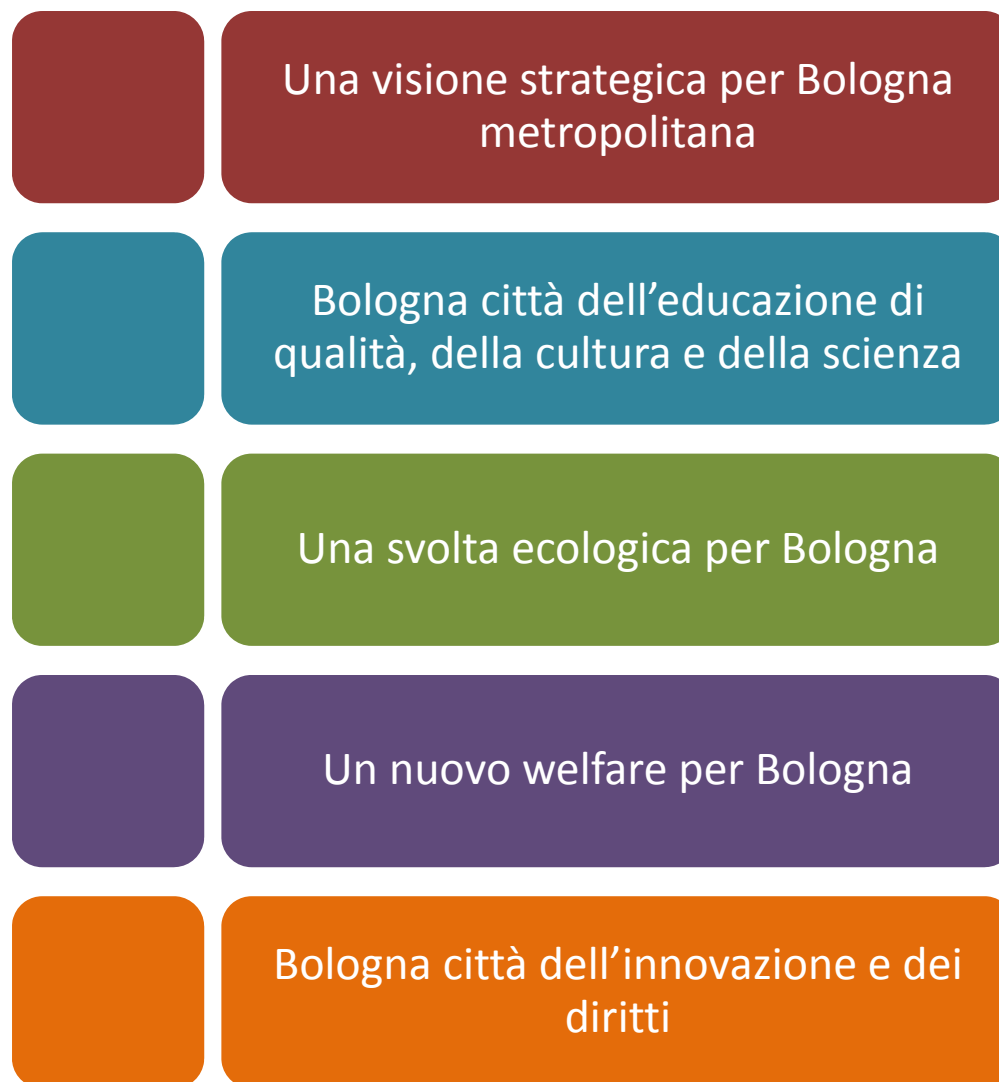 Una visione strategica per Bologna
metropolitana
Bologna città dell’educazione di
qualità, della cultura e della scienza
Una svolta ecologica per Bologna
Un nuovo welfare per Bologna
Bologna città dell’innovazione e dei
diritti